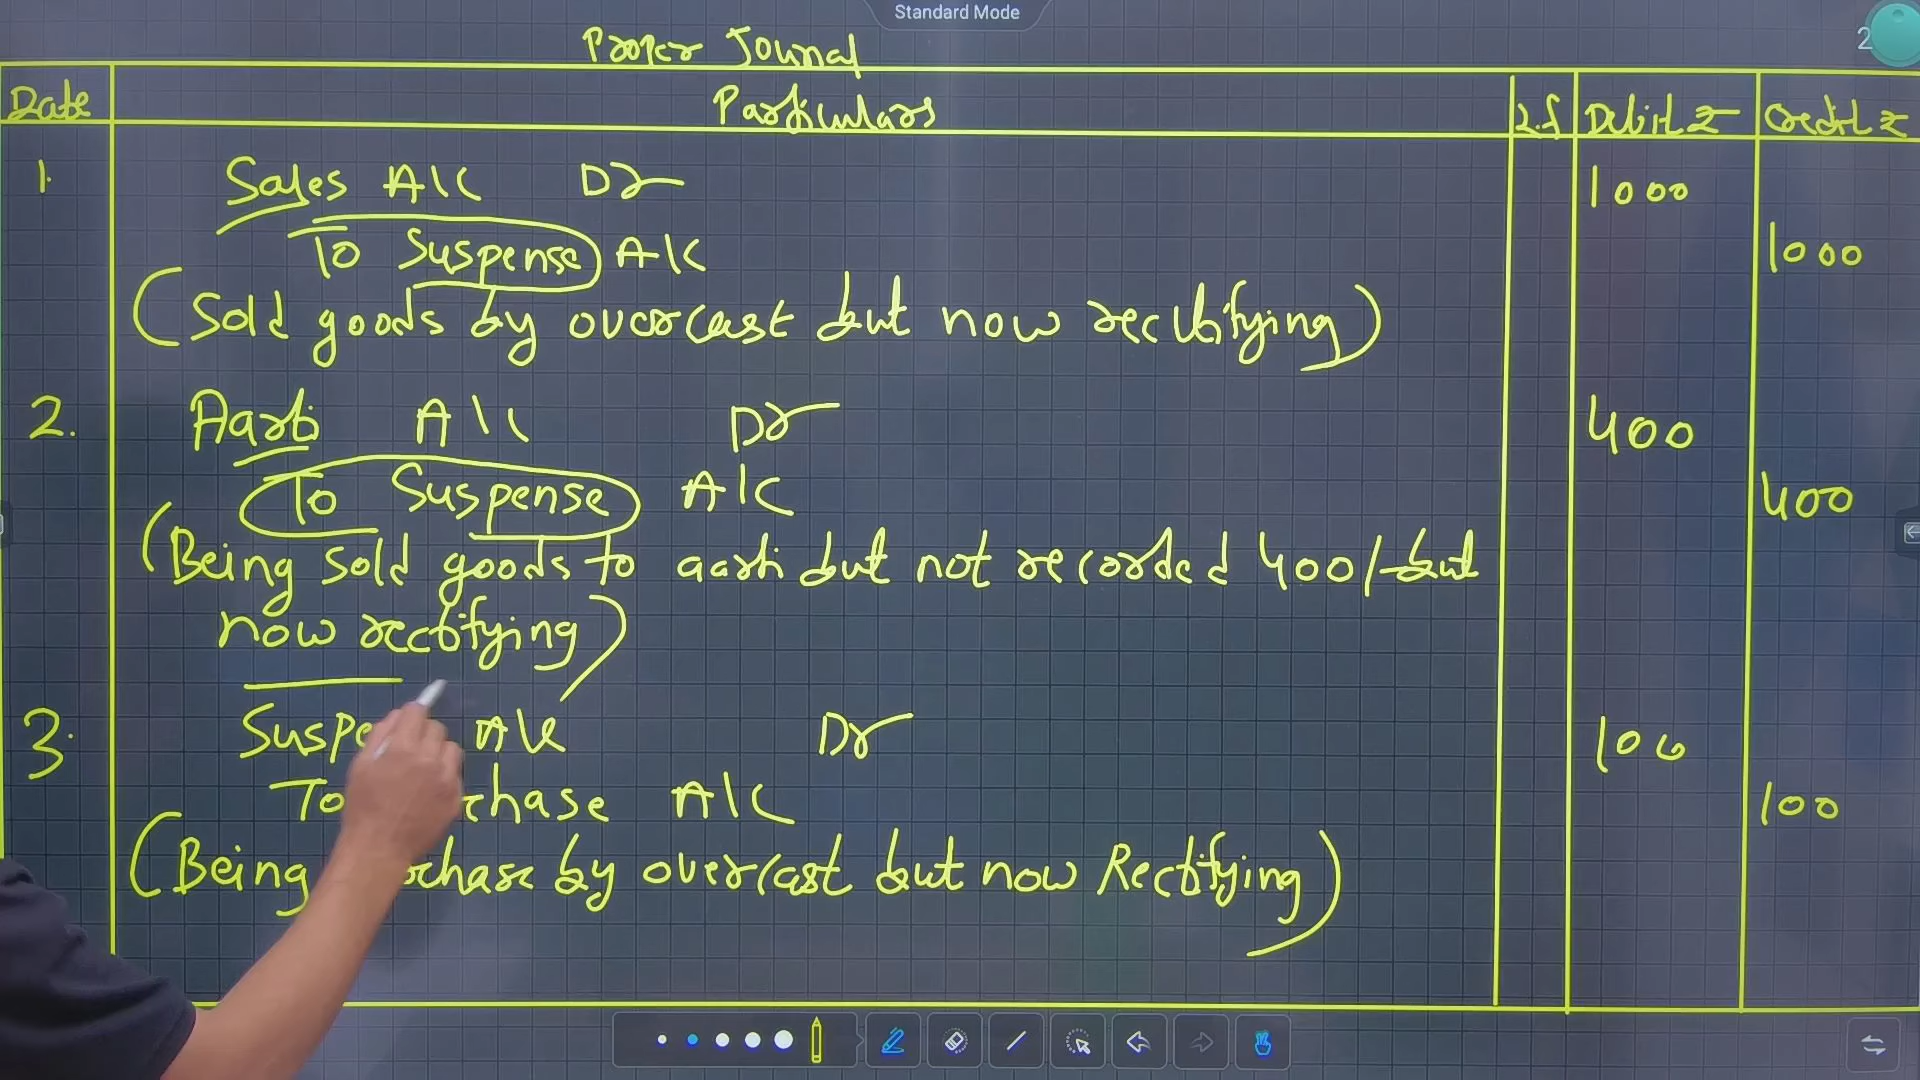 Standard Mode
2
Proper Journal
Date Particulars L.f Debit ₹ Credit ₹
1. Sales A/C Dr 1000
To Suspense A/C 1000
(Sold goods by overcast but now rectifying)
2. Aarti A/C Dr 400
To Suspense A/C 400
(Being sold goods to aarti but not recorded 400/- but
now rectifying)
3. A/C Dr 100
To A/C 100
(Being by overcast but now Rectifying)